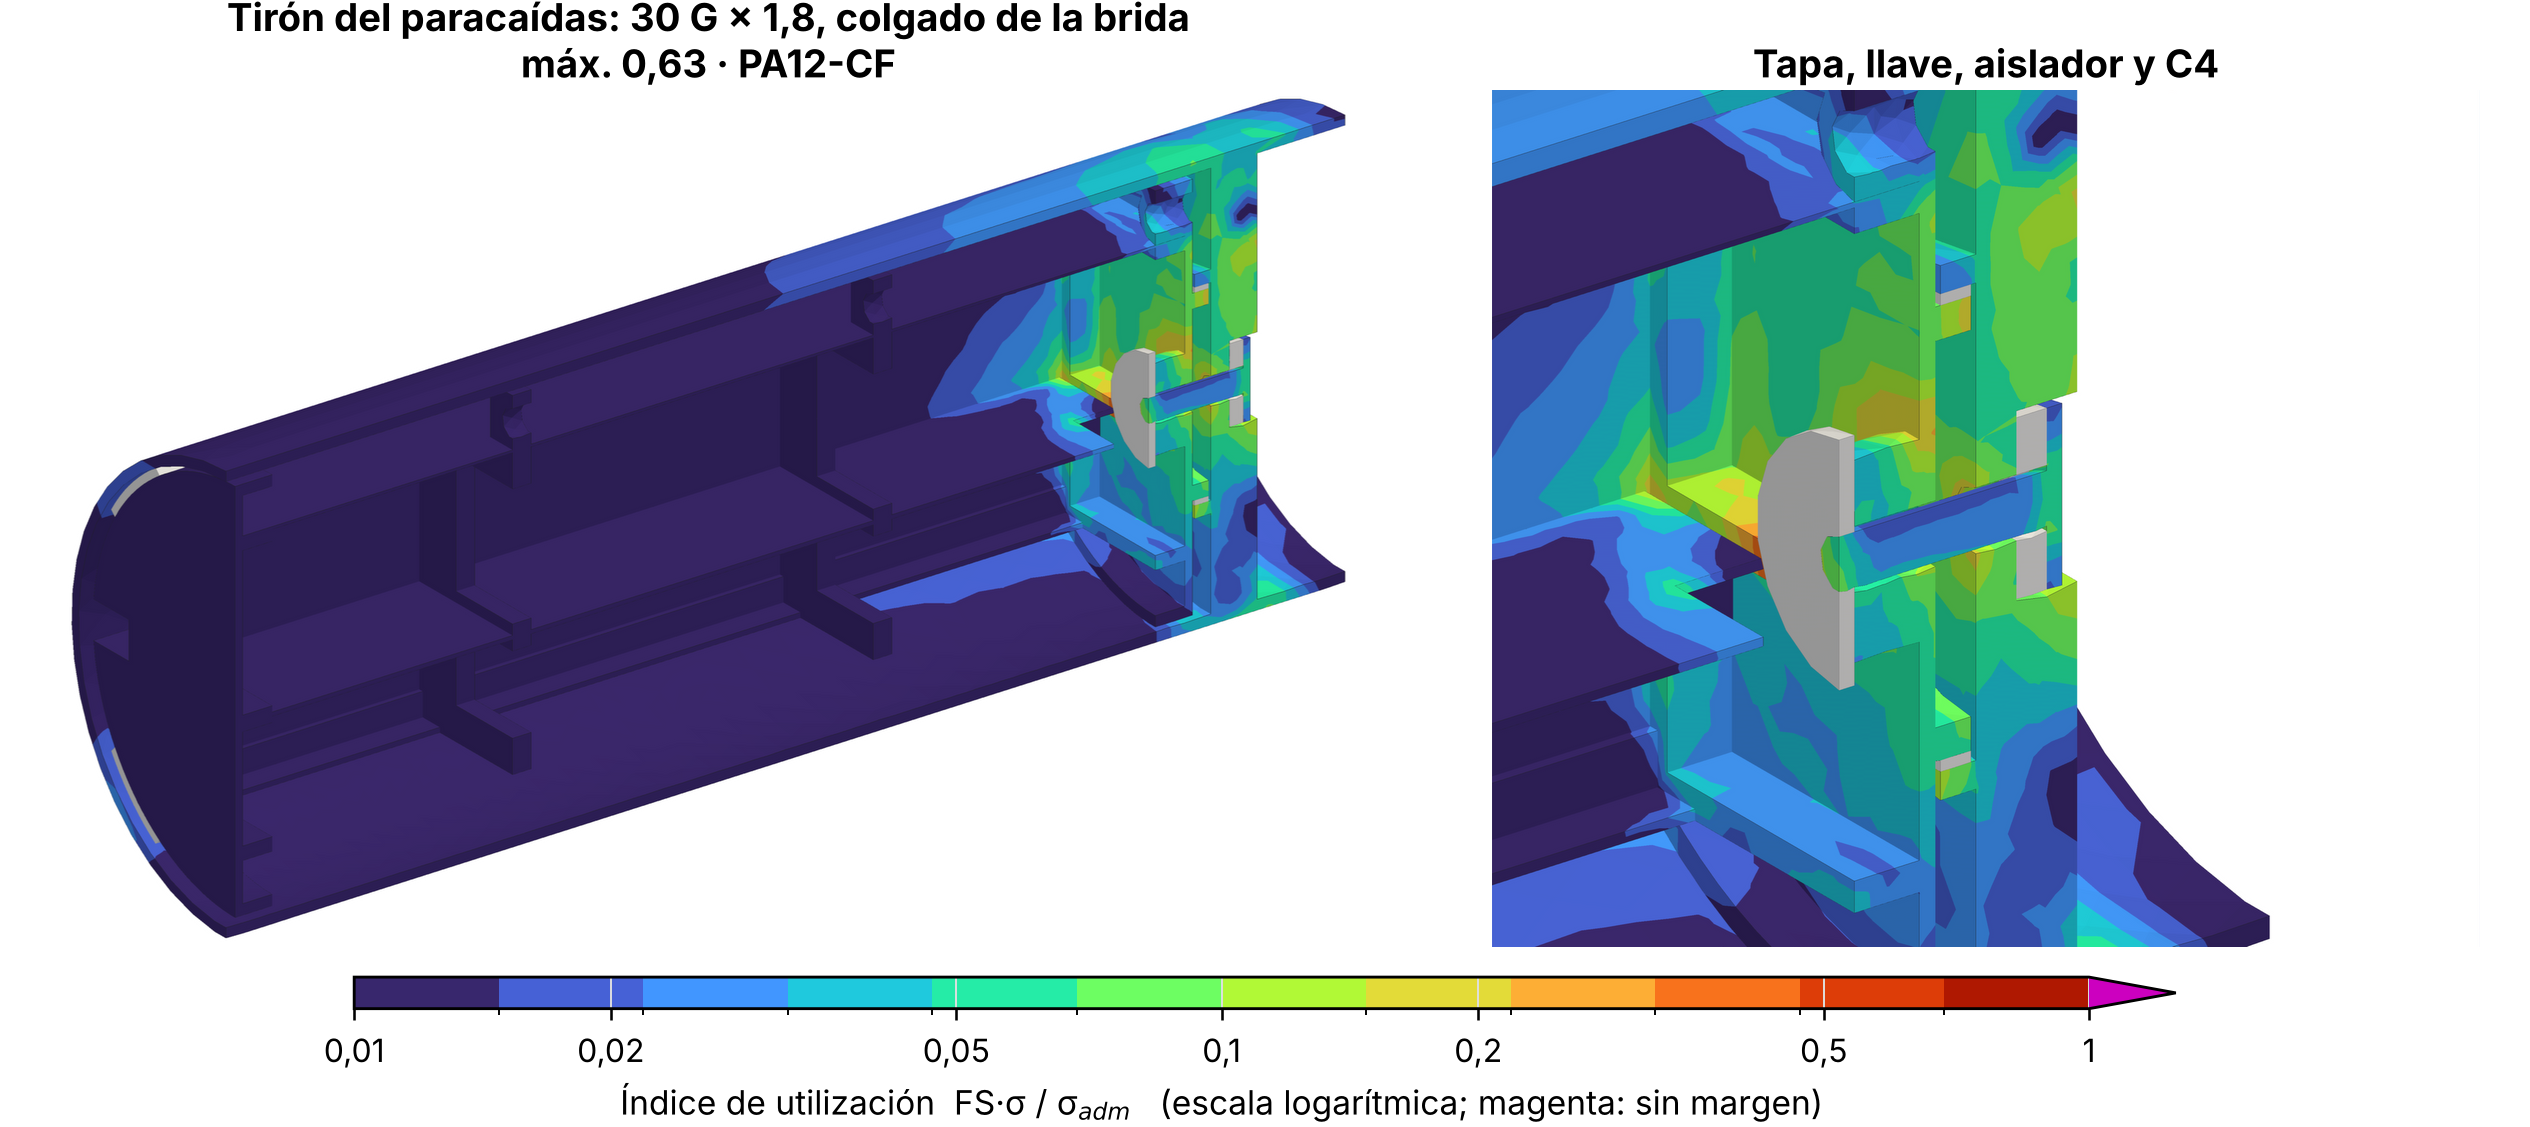 Tirón del paracaídas: 30 G × 1,8, colgado de la brida
máx. 0,63 · PA12-CF
Tapa, llave, aislador y C4
0,01 0,02 0,05 0,1 0,2 0,5 1
Índice de utilización FS·σ / σadm (escala logarítmica; magenta: sin margen)